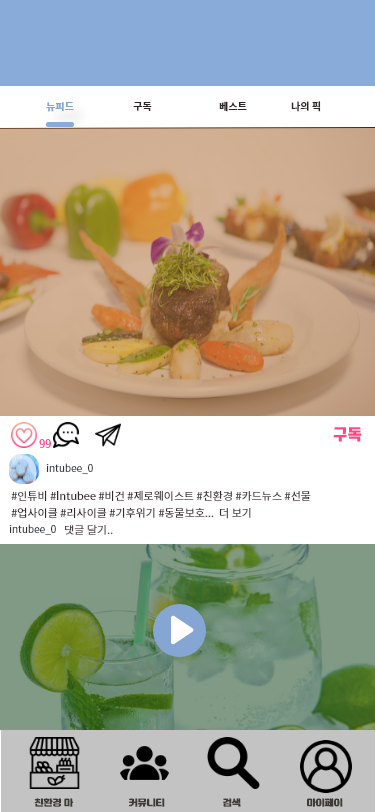 뉴피드 구독 베스트 나의 픽
99 구독
intubee_0
#인튜비 #Intubee #비건 #제로웨이스트 #친환경 #카드뉴스 #선물
#업사이클 #리사이클 #기후위기 #동물보호... 더 보기
intubee_0 댓글 달기..
친환경 마 커뮤니티 검색 마이페이